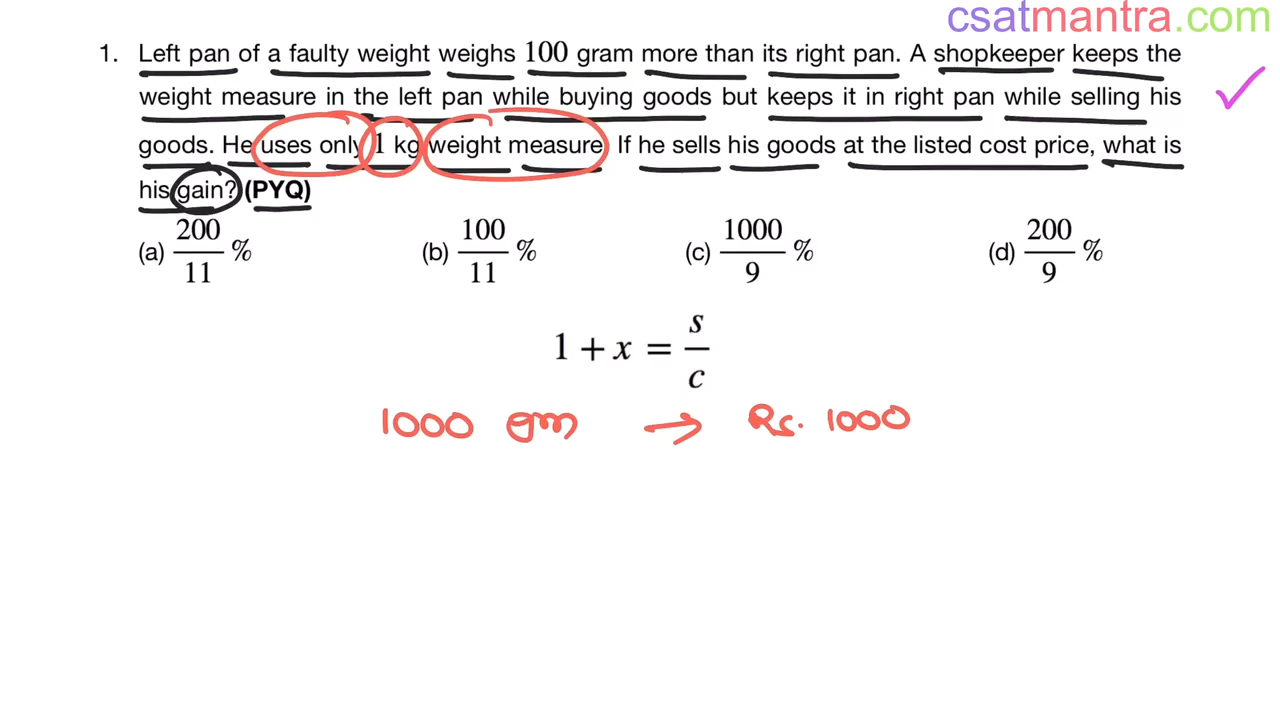 csatmantra.com
1. Left pan of a faulty weight weighs 100 gram more than its right pan. A shopkeeper keeps the
weight measure in the left pan while buying goods but keeps it in right pan while selling his
goods. He uses only 1 kg weight measure. If he sells his goods at the listed cost price, what is
his gain? (PYQ)
(a) 200/11 % (b) 100/11 % (c) 1000/9 % (d) 200/9 %
1 + x = s/c
1000 gm → Rs. 1000